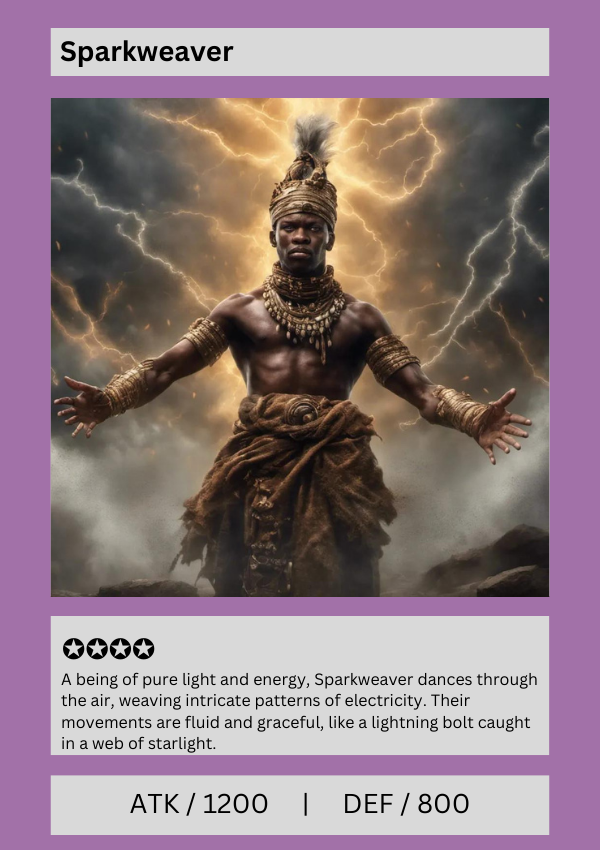 Sparkweaver
✪✪✪✪
A being of pure light and energy, Sparkweaver dances through
the air, weaving intricate patterns of electricity. Their
movements are fluid and graceful, like a lightning bolt caught
in a web of starlight.
ATK / 1200 | DEF / 800